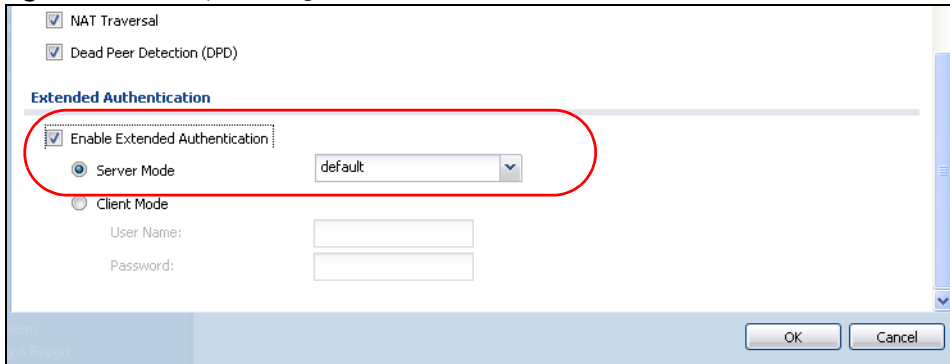 NAT Traversal
Dead Peer Detection (DPD)
Extended Authentication
Enable Extended Authentication
Server Mode default
Client Mode
User Name:
Password:
OK Cancel
& Report